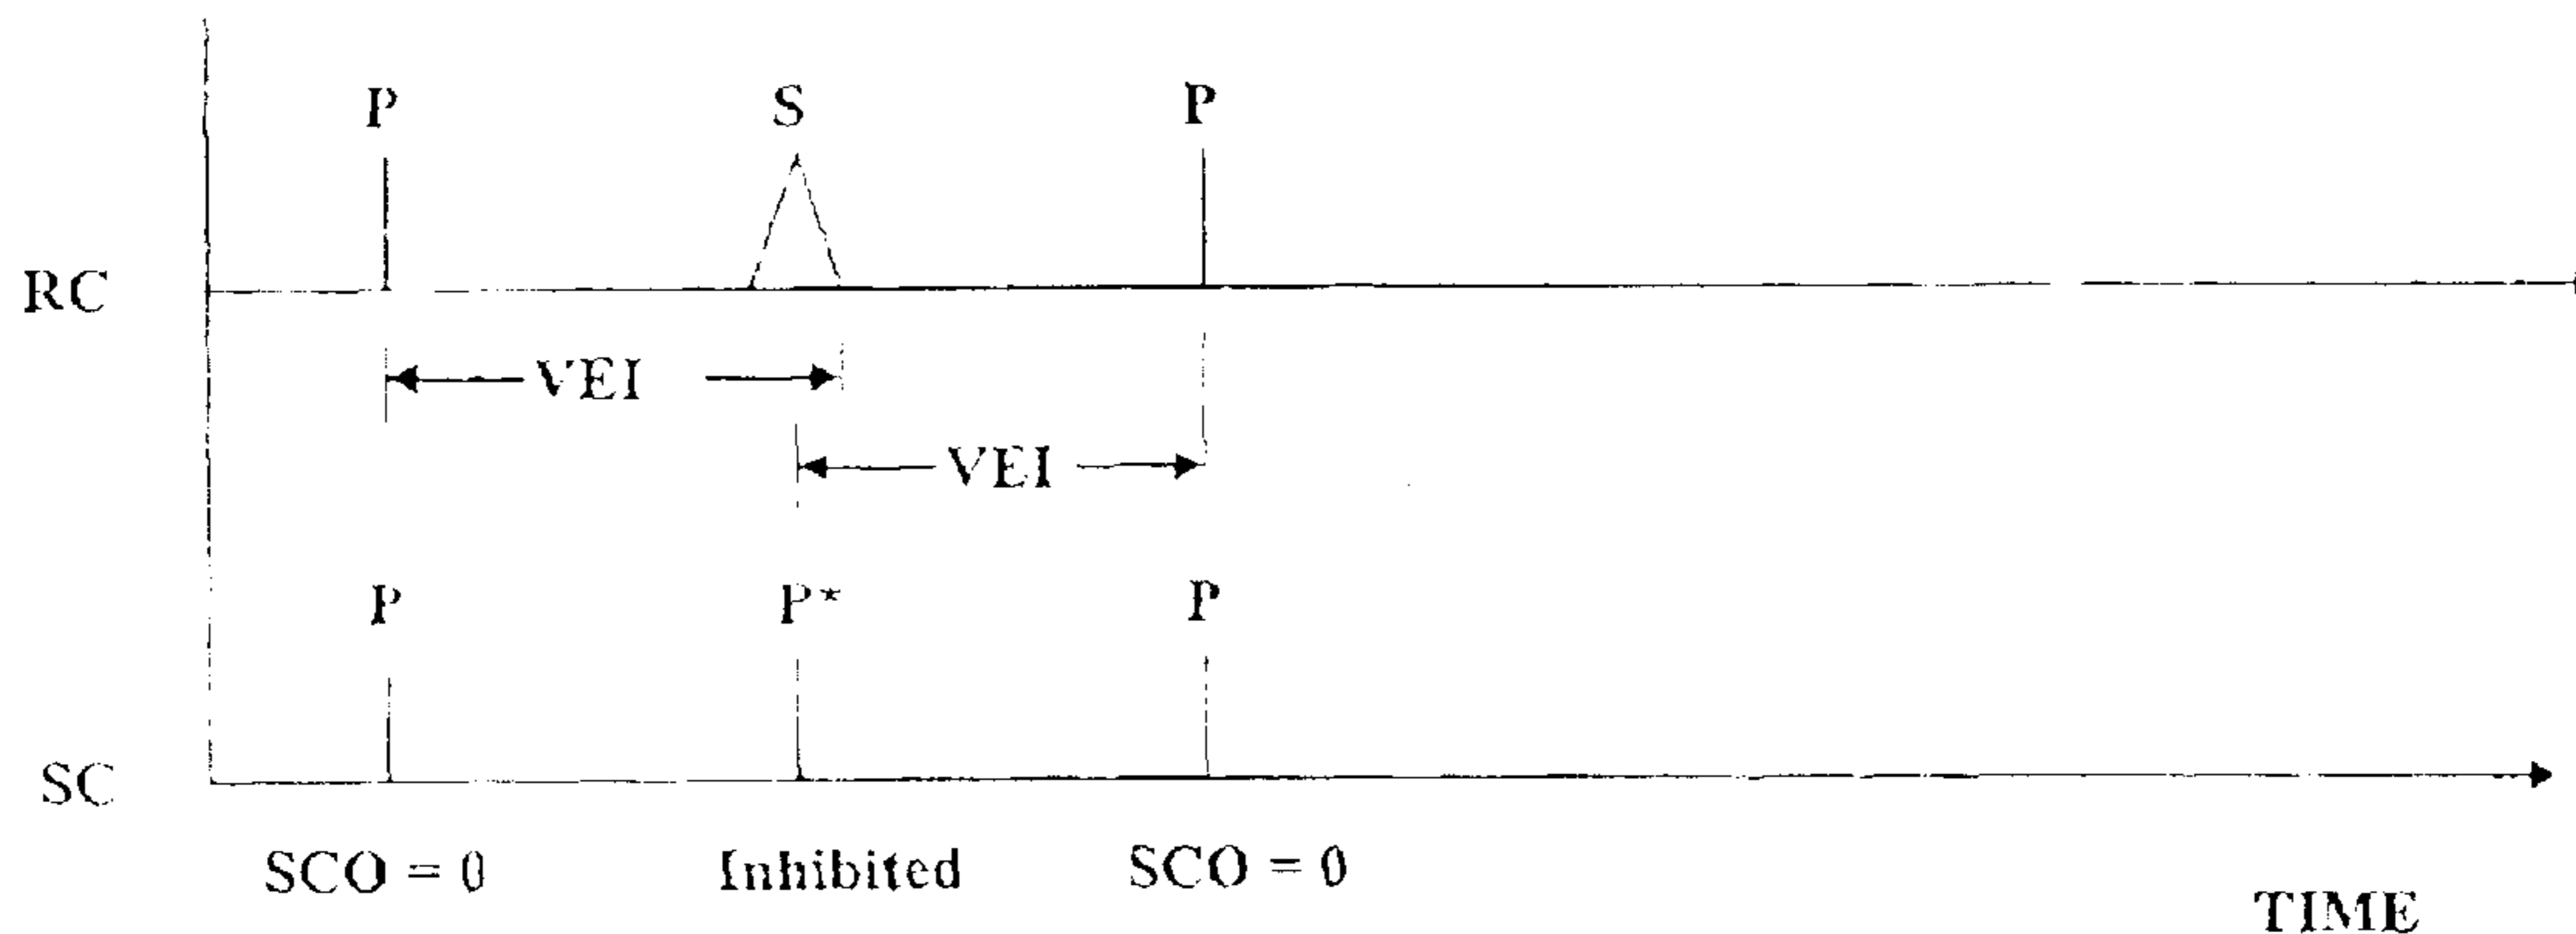 P S P
RC
VEI
VEI
P P* P
SC
SCO = 0 Inhibited SCO = 0
TIME